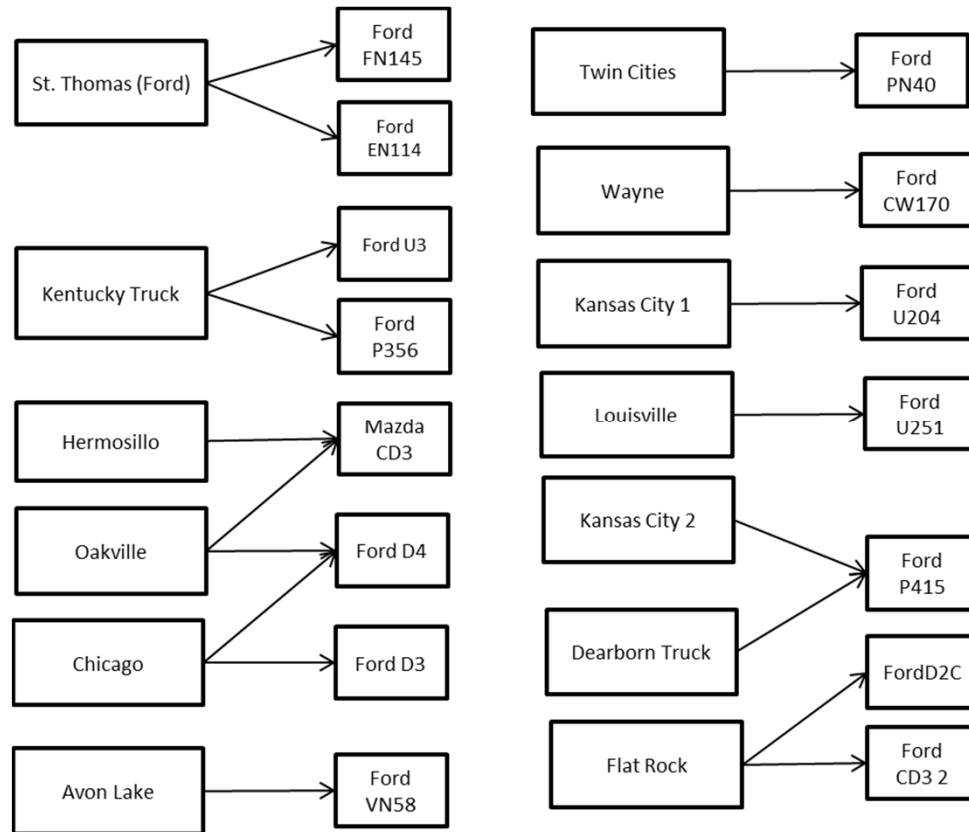 St. Thomas (Ford)
Ford
FN145
Ford
EN114
Kentucky Truck
Ford U3
Ford
P356
Hermosillo
Mazda
CD3
Oakville
Ford D4
Chicago
Ford D3
Avon Lake
Ford
VN58
Twin Cities
Ford
PN40
Wayne
Ford
CW170
Kansas City 1
Ford
U204
Louisville
Ford
U251
Kansas City 2
Ford
P415
Dearborn Truck
FordD2C
Flat Rock
Ford
CD3 2